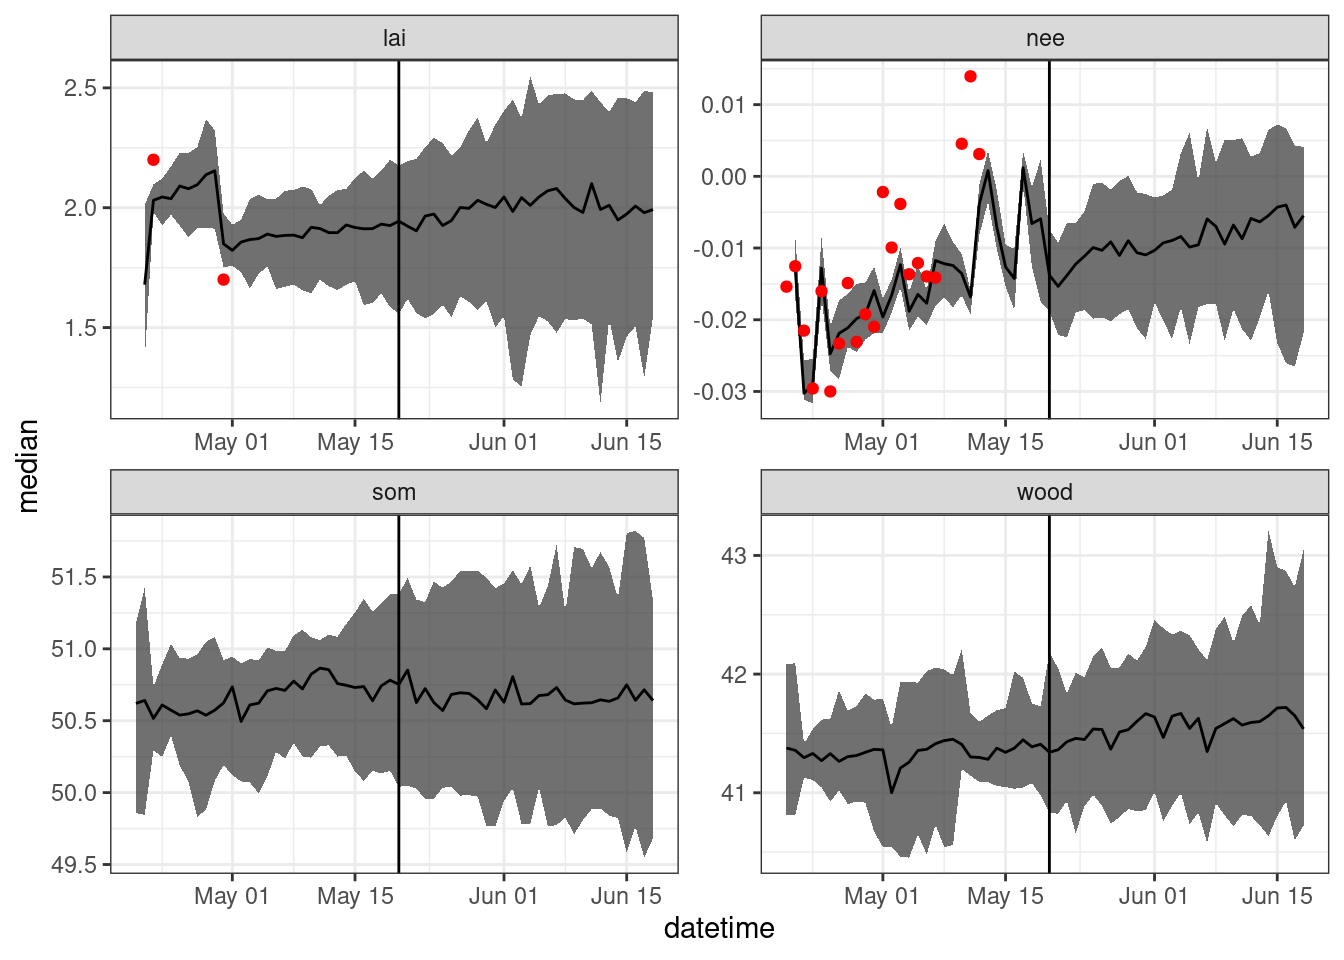 lai
nee
2.5
2.0
1.5
0.01
0.00
-0.01
-0.02
-0.03
May 01 May 15 Jun 01 Jun 15
May 01 May 15 Jun 01 Jun 15
median
som
wood
51.5
51.0
50.5
50.0
49.5
43
42
41
May 01 May 15 Jun 01 Jun 15
May 01 May 15 Jun 01 Jun 15
datetime